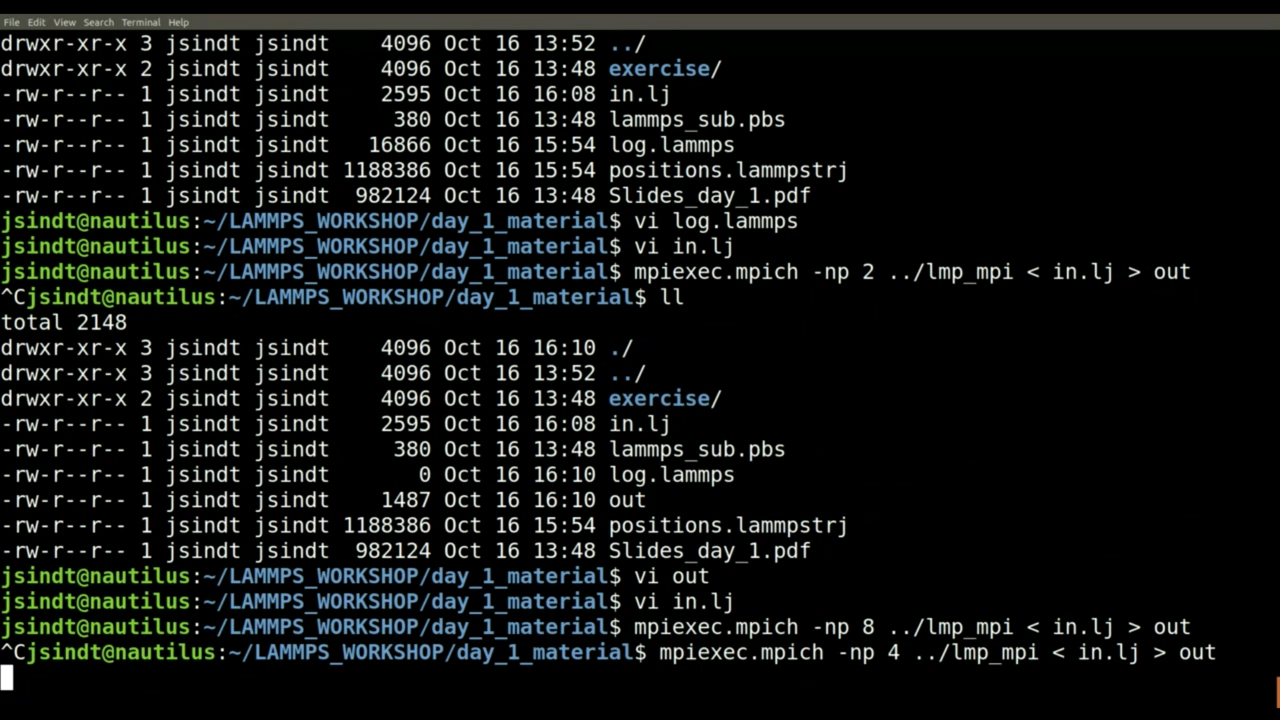 File Edit View Search Terminal Help
drwxr-xr-x 3 jsindt jsindt    4096 Oct 16 13:52 ../
drwxr-xr-x 2 jsindt jsindt    4096 Oct 16 13:48 exercise/
-rw-r--r-- 1 jsindt jsindt    2595 Oct 16 16:08 in.lj
-rw-r--r-- 1 jsindt jsindt     380 Oct 16 13:48 lammps_sub.pbs
-rw-r--r-- 1 jsindt jsindt   16866 Oct 16 15:54 log.lammps
-rw-r--r-- 1 jsindt jsindt 1188386 Oct 16 15:54 positions.lammpstrj
-rw-r--r-- 1 jsindt jsindt  982124 Oct 16 13:48 Slides_day_1.pdf
jsindt@nautilus:~/LAMMPS_WORKSHOP/day_1_material$ vi log.lammps
jsindt@nautilus:~/LAMMPS_WORKSHOP/day_1_material$ vi in.lj
jsindt@nautilus:~/LAMMPS_WORKSHOP/day_1_material$ mpiexec.mpich -np 2 ../lmp_mpi < in.lj > out
^Cjsindt@nautilus:~/LAMMPS_WORKSHOP/day_1_material$ ll
total 2148
drwxr-xr-x 3 jsindt jsindt    4096 Oct 16 16:10 ./
drwxr-xr-x 3 jsindt jsindt    4096 Oct 16 13:52 ../
drwxr-xr-x 2 jsindt jsindt    4096 Oct 16 13:48 exercise/
-rw-r--r-- 1 jsindt jsindt    2595 Oct 16 16:08 in.lj
-rw-r--r-- 1 jsindt jsindt     380 Oct 16 13:48 lammps_sub.pbs
-rw-r--r-- 1 jsindt jsindt       0 Oct 16 16:10 log.lammps
-rw-r--r-- 1 jsindt jsindt    1487 Oct 16 16:10 out
-rw-r--r-- 1 jsindt jsindt 1188386 Oct 16 15:54 positions.lammpstrj
-rw-r--r-- 1 jsindt jsindt  982124 Oct 16 13:48 Slides_day_1.pdf
jsindt@nautilus:~/LAMMPS_WORKSHOP/day_1_material$ vi out
jsindt@nautilus:~/LAMMPS_WORKSHOP/day_1_material$ vi in.lj
jsindt@nautilus:~/LAMMPS_WORKSHOP/day_1_material$ mpiexec.mpich -np 8 ../lmp_mpi < in.lj > out
^Cjsindt@nautilus:~/LAMMPS_WORKSHOP/day_1_material$ mpiexec.mpich -np 4 ../lmp_mpi < in.lj > out